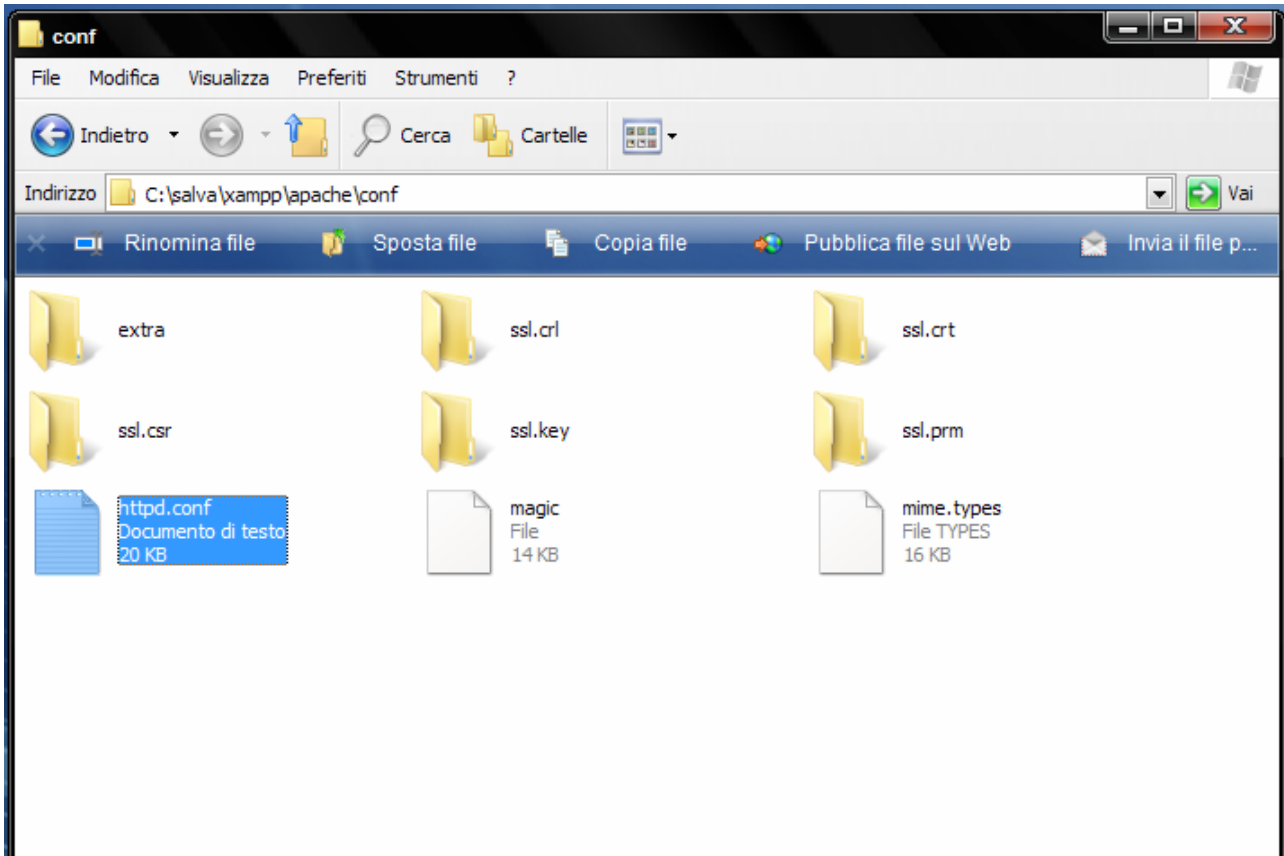 conf
File Modifica Visualizza Preferiti Strumenti ?
Indietro Cerca Cartelle
Indirizzo C:\salva\xampp\apache\conf Vai
Rinomina file Sposta file Copia file Pubblica file sul Web Invia il file p...
extra ssl.crl ssl.crt
ssl.csr ssl.key ssl.prm
httpd.conf magic mime.types
Documento di testo File File TYPES
20 KB 14 KB 16 KB